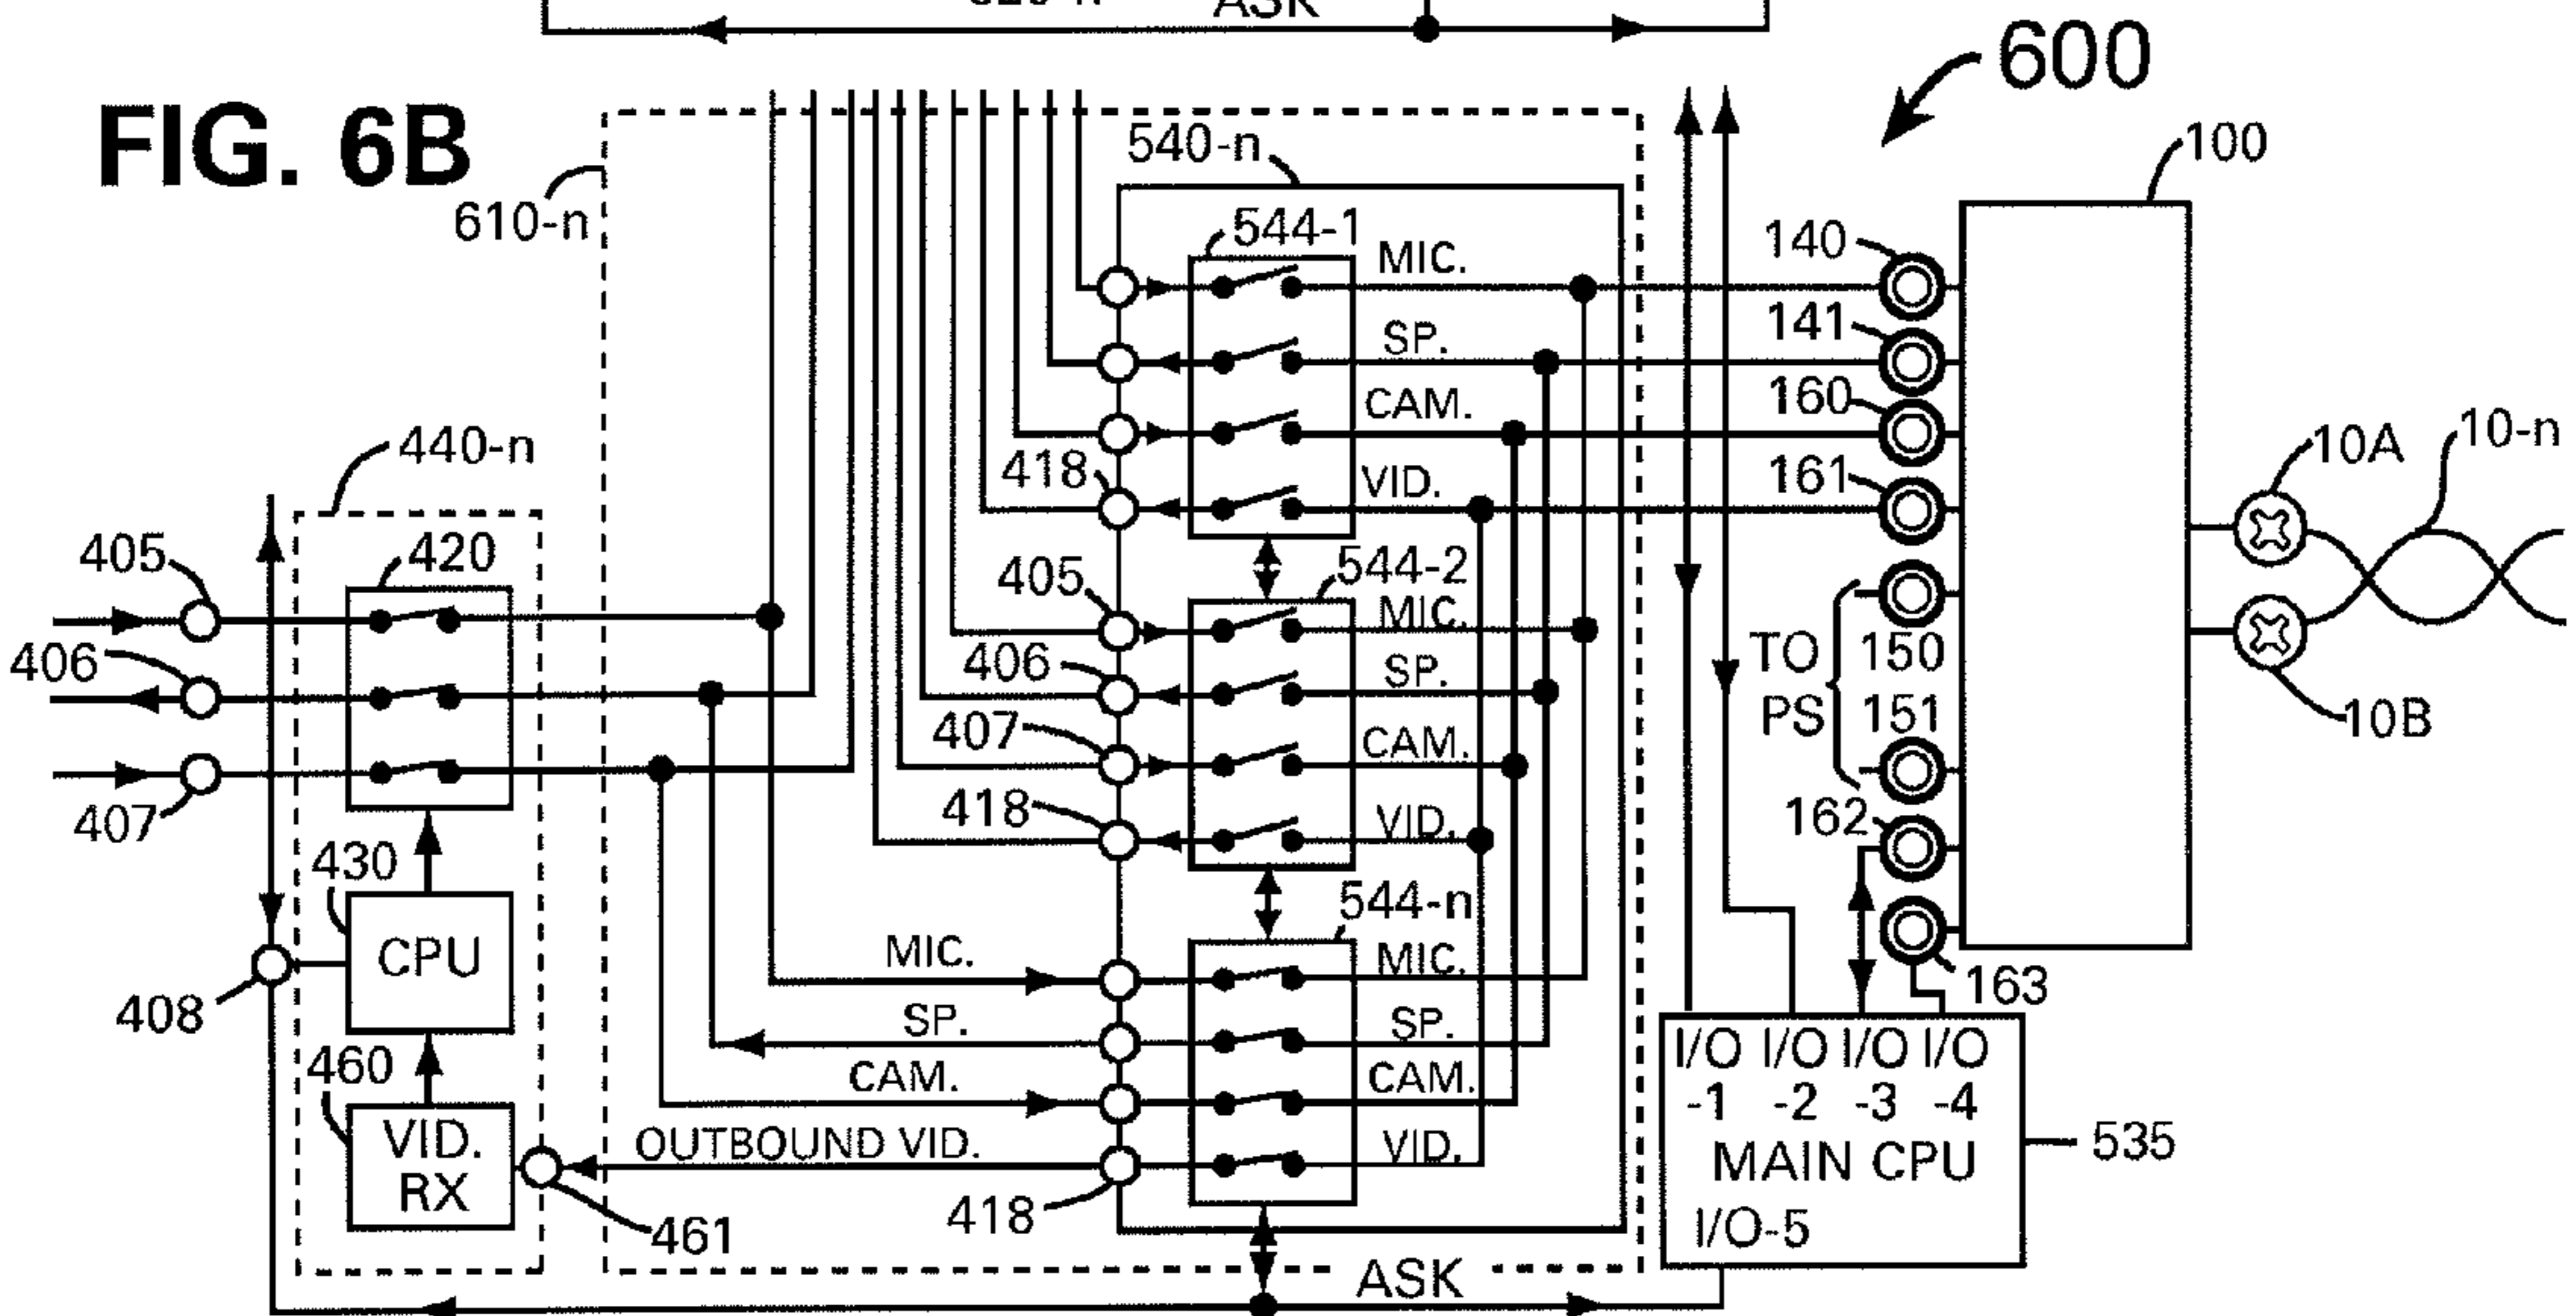 ASK
600
FIG. 6B
610-n
540-n
100
544-1
MIC.
140
SP.
141
CAM.
160
440-n
418
VID.
161
10A
10-n
405
420
405
544-2
MIC.
406
406
SP.
TO
PS
150
151
10B
407
CAM.
407
430
418
VID.
162
CPU
544-n
408
MIC.
MIC.
163
SP.
SP.
I/O I/O I/O I/O
-1 -2 -3 -4
460
CAM.
CAM.
VID.
RX
OUTBOUND VID.
VID.
MAIN CPU
535
461
418
I/O-5
ASK